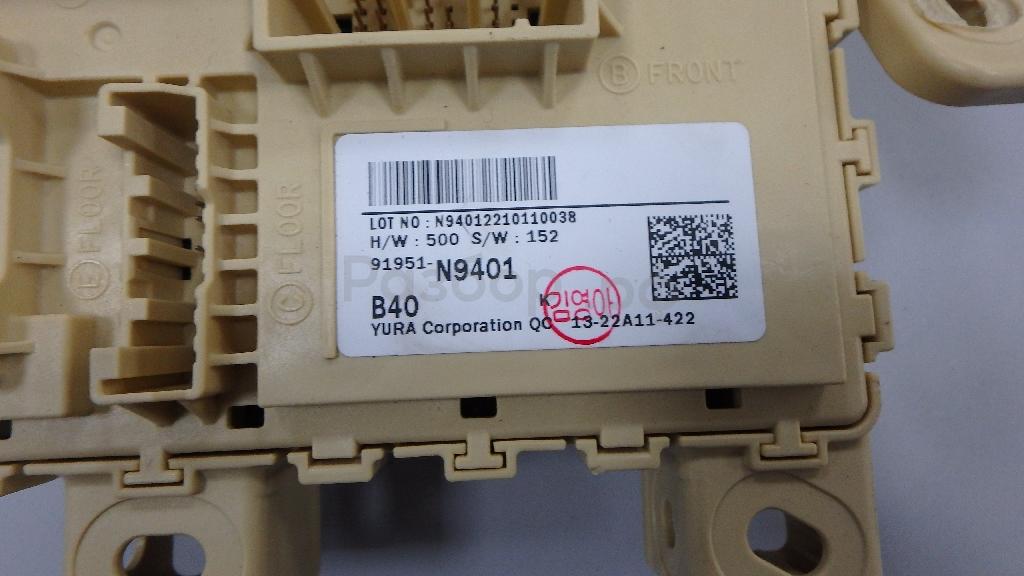 B FRONT
E FLOOR
C FLOOR
LOT NO : N94012210110038
H/W : 500 S/W : 152
91951-N9401
B40
YURA Corporation QC 13-22A11-422